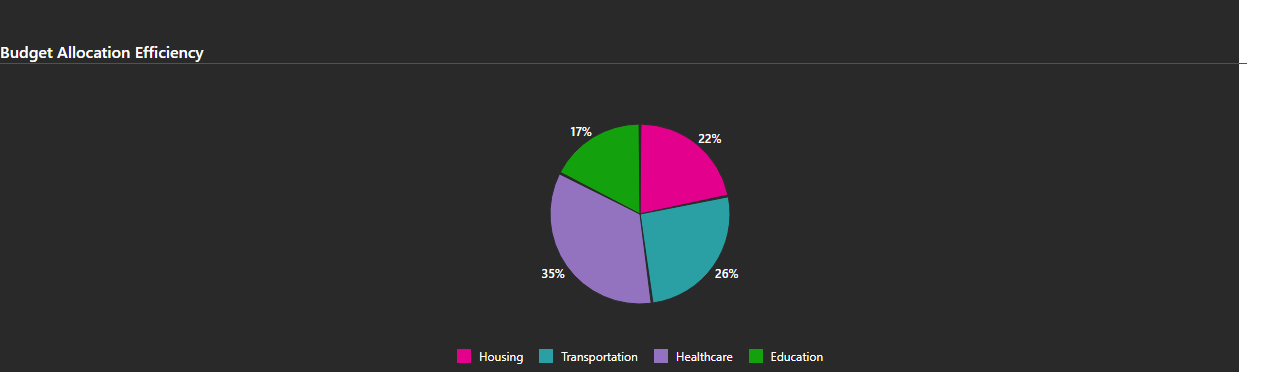 Budget Allocation Efficiency
17%
22%
35%
26%
Housing Transportation Healthcare Education